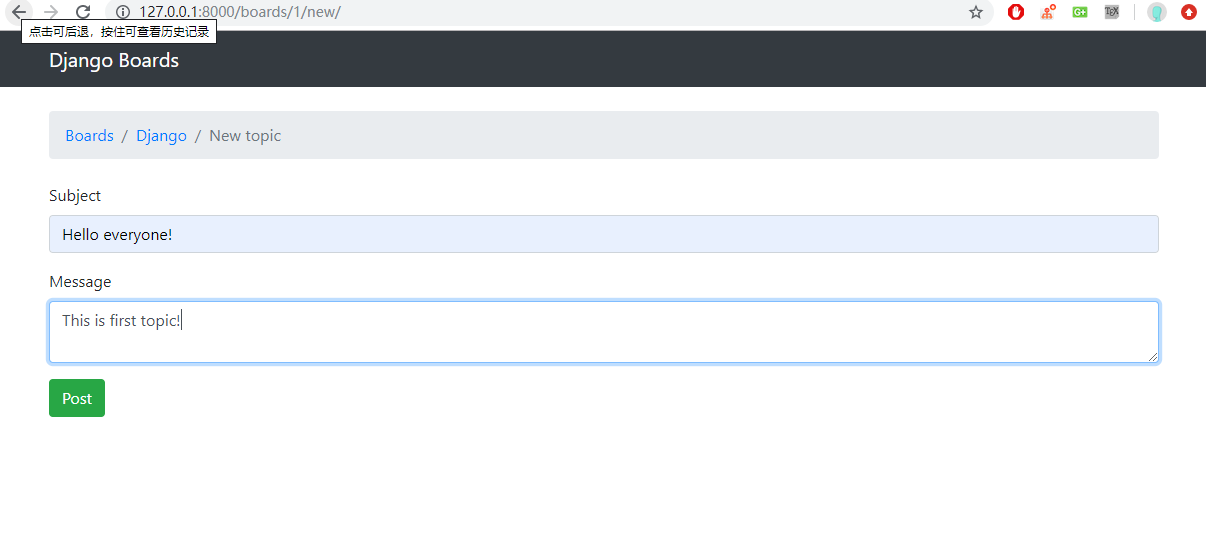 127.0.0.1:8000/boards/1/new/
点击可后退，按住可查看历史记录
Django Boards
Boards / Django / New topic
Subject
Hello everyone!
Message
This is first topic!
Post
G+
TEX